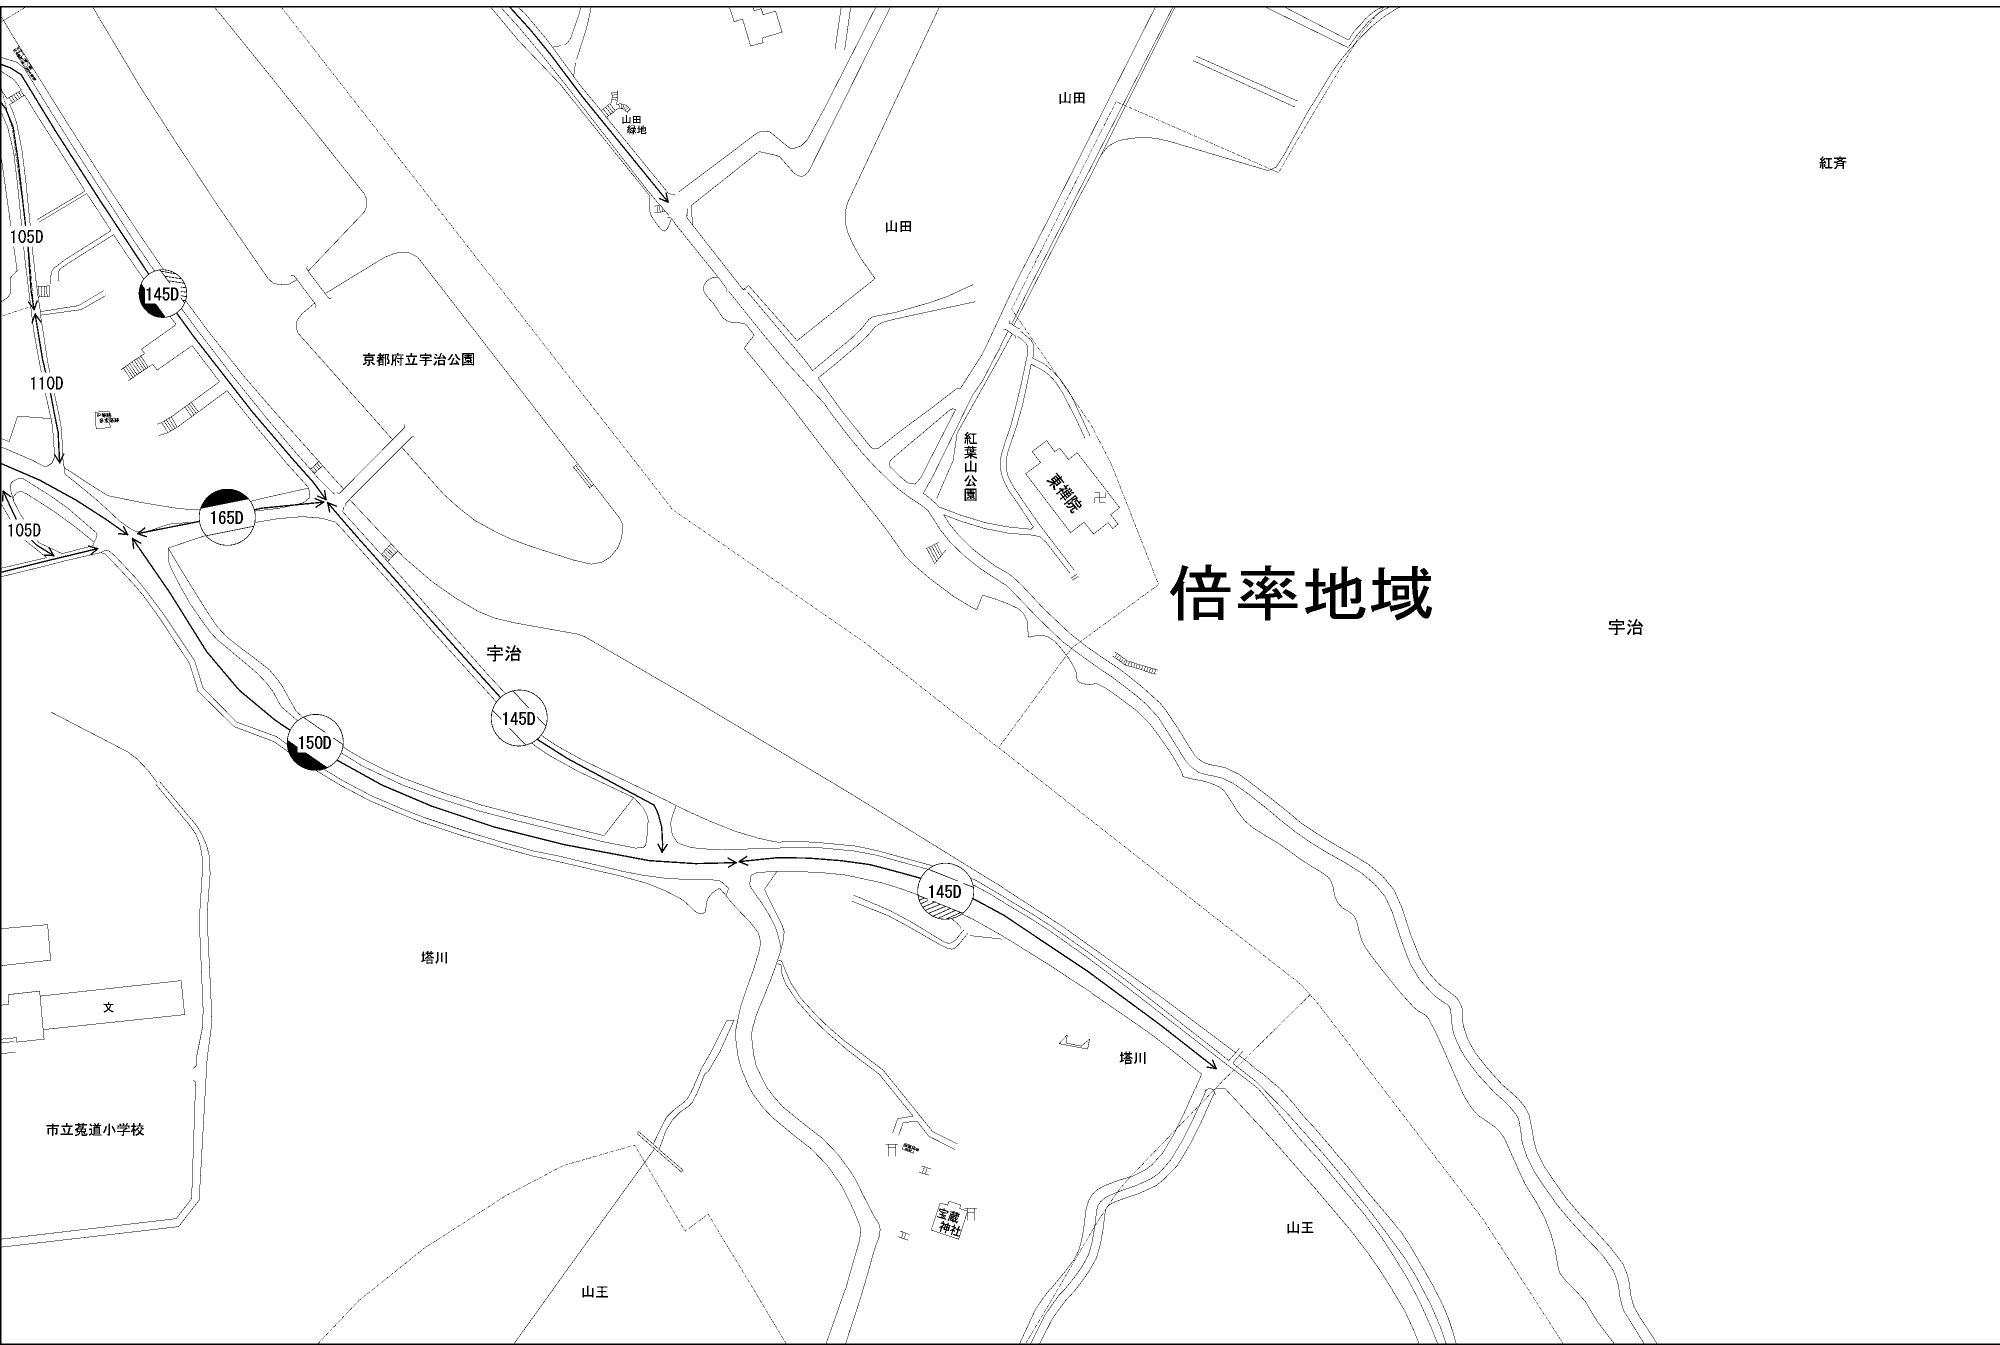 山田
山田
緑地
紅斉
山田
105D
145D
京都府立宇治公園
110D
紅葉山公園
東禅院
165D
105D
倍率地域
宇治
宇治
145D
150D
145D
塔川
文
塔川
市立菟道小学校
宝蔵
神社
山王
山王